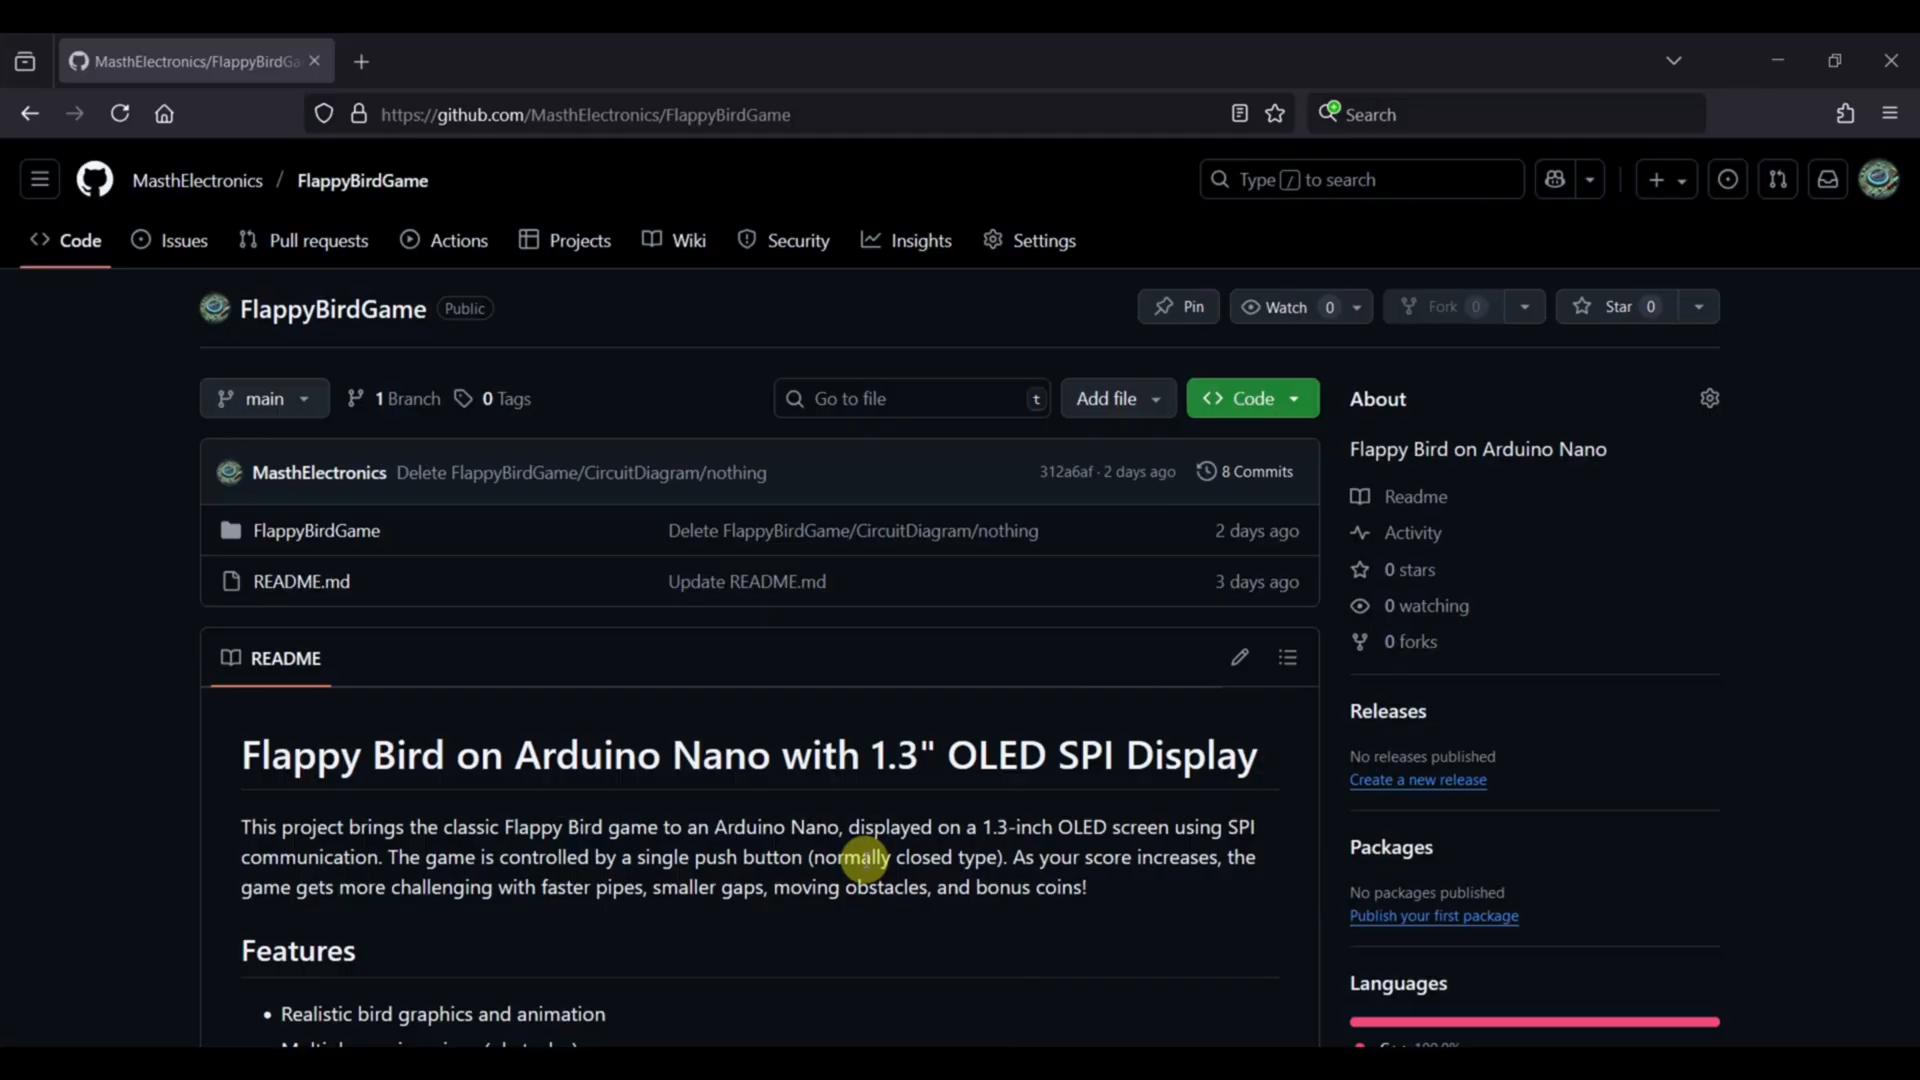 MasthElectronics/FlappyBirdGa
https://github.com/MasthElectronics/FlappyBirdGame
Search
MasthElectronics / FlappyBirdGame
Type / to search
Code
Issues
Pull requests
Actions
Projects
Wiki
Security
Insights
Settings
FlappyBirdGame
Public
Pin
Watch 0
Fork 0
Star 0
main
1 Branch
0 Tags
Go to file
t
Add file
Code
MasthElectronics Delete FlappyBirdGame/CircuitDiagram/nothing
312a6af · 2 days ago
8 Commits
FlappyBirdGame
Delete FlappyBirdGame/CircuitDiagram/nothing
2 days ago
README.md
Update README.md
3 days ago
README
Flappy Bird on Arduino Nano with 1.3" OLED SPI Display
This project brings the classic Flappy Bird game to an Arduino Nano, displayed on a 1.3-inch OLED screen using SPI
communication. The game is controlled by a single push button (normally closed type). As your score increases, the
game gets more challenging with faster pipes, smaller gaps, moving obstacles, and bonus coins!
Features
• Realistic bird graphics and animation
About
Flappy Bird on Arduino Nano
Readme
Activity
0 stars
0 watching
0 forks
Releases
No releases published
Create a new release
Packages
No packages published
Publish your first package
Languages